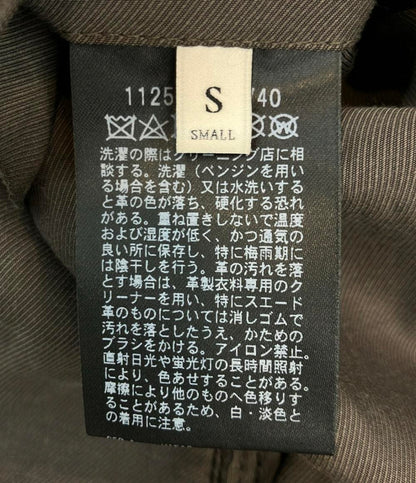 S
SMALL
1125
/40
洗濯の際はクリーニング店に相
談する。洗濯（ベンジンを用い
る場合を含む）又は水洗いする
と革の色が落ち、硬化する恐れ
がある。重ね置きしないで温度
および湿度が低く、かつ通気の
良い所に保存し、特に梅雨期に
は陰干しを行う。革の汚れを落
とす場合は、革製衣料専用のク
リーナーを用い、特にスエード
革のものについては消しゴムで
汚れを落としたうえ、かための
ブラシをかける。アイロン禁止。
直射日光や蛍光灯の長時間照射
により、色あせすることがある。
摩擦により他のものへ色移りす
ることがあるため、白・淡色と
の着用に注意。